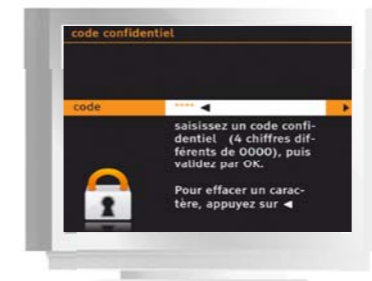 code confidentiel
code **** ◀
saisissez un code confi-
dentiel (4 chiffres dif-
férents de 0000), puis
validez par OK.
Pour effacer un carac-
tère, appuyez sur ◀